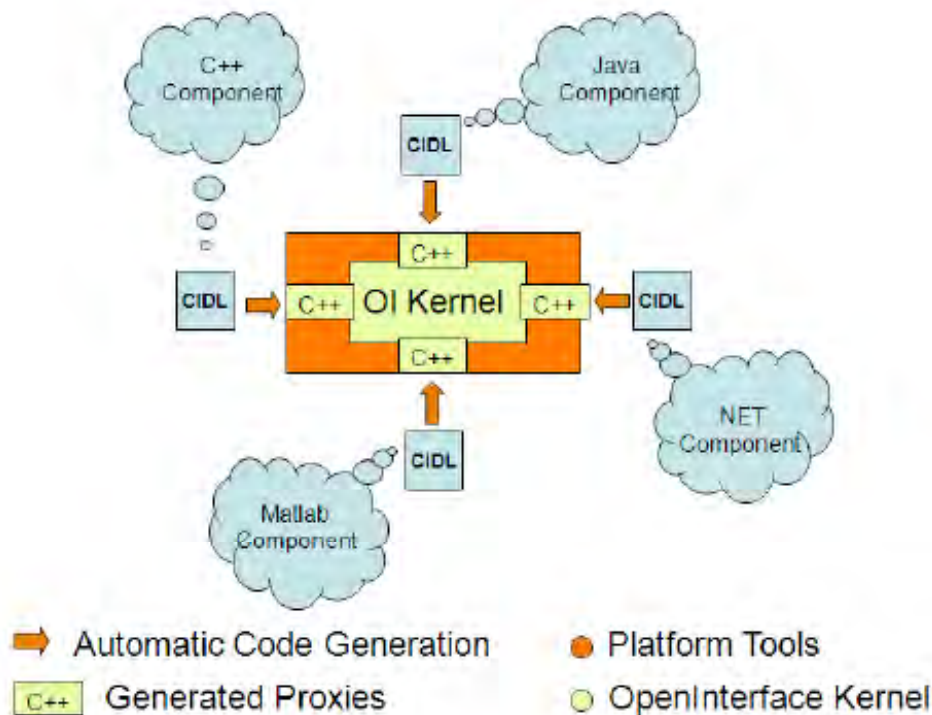 C++
Component
Java
Component
CIDL
C++
CIDL
C++
OI Kernel
C++
CIDL
C++
NET
Component
CIDL
Matlab
Component
Automatic Code Generation
Platform Tools
C++
Generated Proxies
OpenInterface Kernel